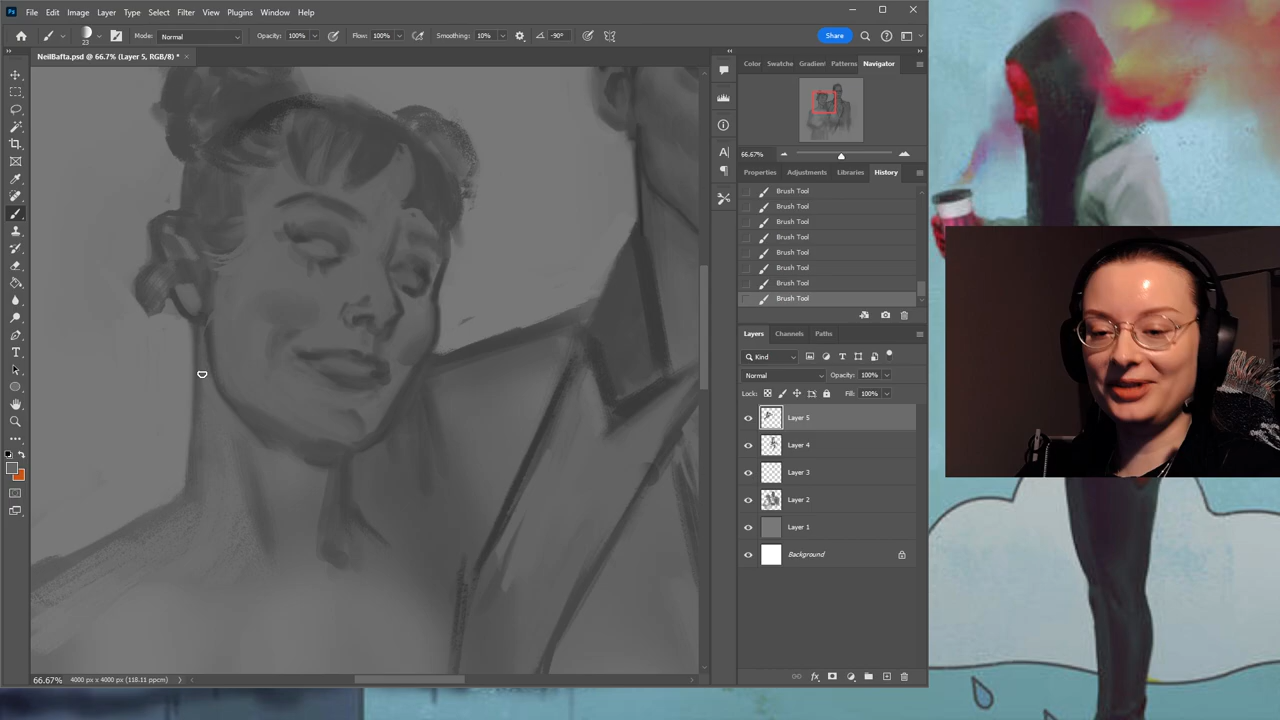 Ps File Edit Image Layer Type Select Filter View Plugins Window Help
23 Mode: Normal Opacity: 100% Flow: 100% Smoothing: 10% -90° Share
NeilBafta.psd @ 66.7% (Layer 5, RGB/8) *
Color Swatche Gradien Patterns Navigator
66.67%
Properties Adjustments Libraries History
Brush Tool
Brush Tool
Brush Tool
Brush Tool
Brush Tool
Brush Tool
Brush Tool
Brush Tool
Layers Channels Paths
Kind
Normal Opacity: 100%
Lock: Fill: 100%
Layer 5
Layer 4
Layer 3
Layer 2
Layer 1
Background
66.67% 4000 px x 4000 px (118.11 ppcm)